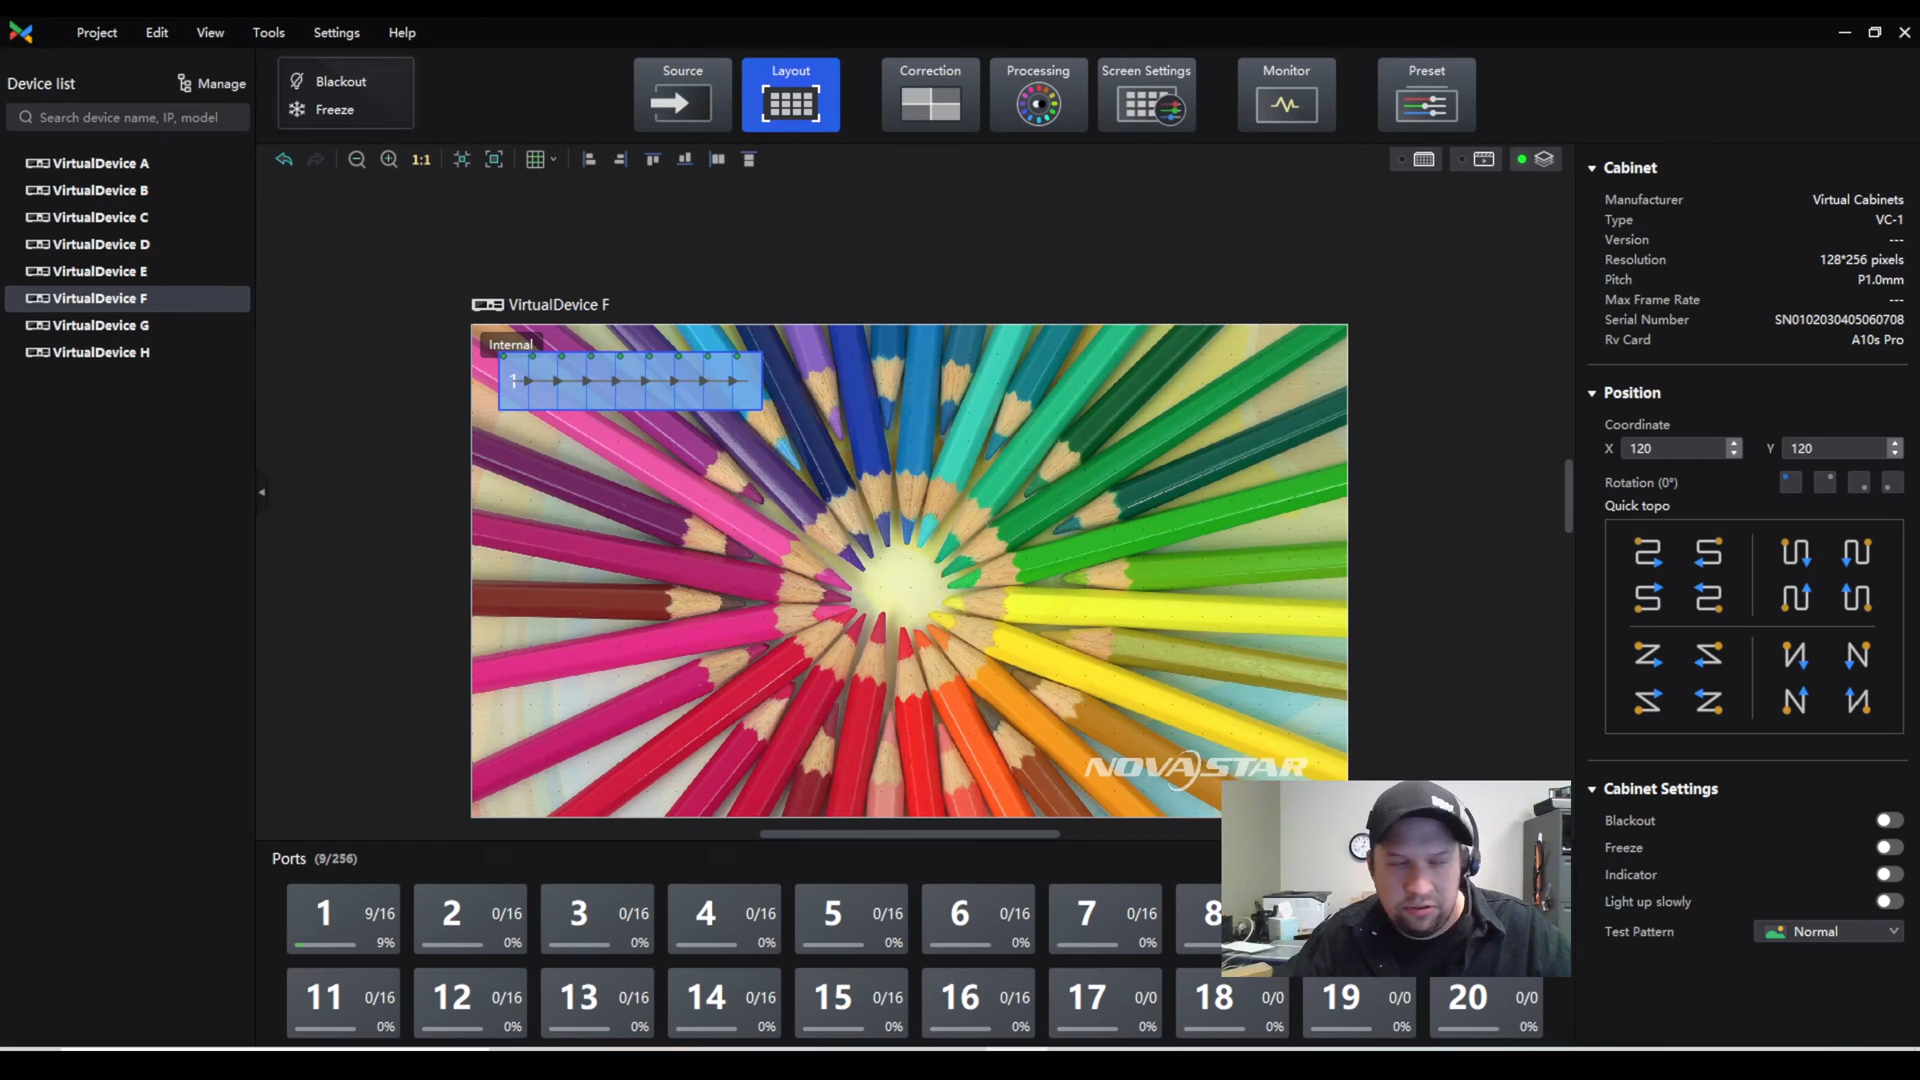 Project Edit View Tools Settings Help
Device list Manage
Search device name, IP, model
VirtualDevice A
VirtualDevice B
VirtualDevice C
VirtualDevice D
VirtualDevice E
VirtualDevice F
VirtualDevice G
VirtualDevice H
Blackout
Freeze
Source Layout Correction Processing Screen Settings Monitor Preset
1:1
VirtualDevice F
Internal
1
NOVASTAR
Ports (9/256)
1 9/16 9%
2 0/16 0%
3 0/16 0%
4 0/16 0%
5 0/16 0%
6 0/16 0%
7 0/16 0%
8
11 0/16 0%
12 0/16 0%
13 0/16 0%
14 0/16 0%
15 0/16 0%
16 0/16 0%
17 0/0 0%
18 0/0 0%
19 0/0 0%
20 0/0 0%
Cabinet
Manufacturer Virtual Cabinets
Type VC-1
Version ---
Resolution 128*256 pixels
Pitch P1.0mm
Max Frame Rate ---
Serial Number SN0102030405060708
Rv Card A10s Pro
Position
Coordinate
X 120 Y 120
Rotation (0°)
Quick topo
Cabinet Settings
Blackout
Freeze
Indicator
Light up slowly
Test Pattern Normal